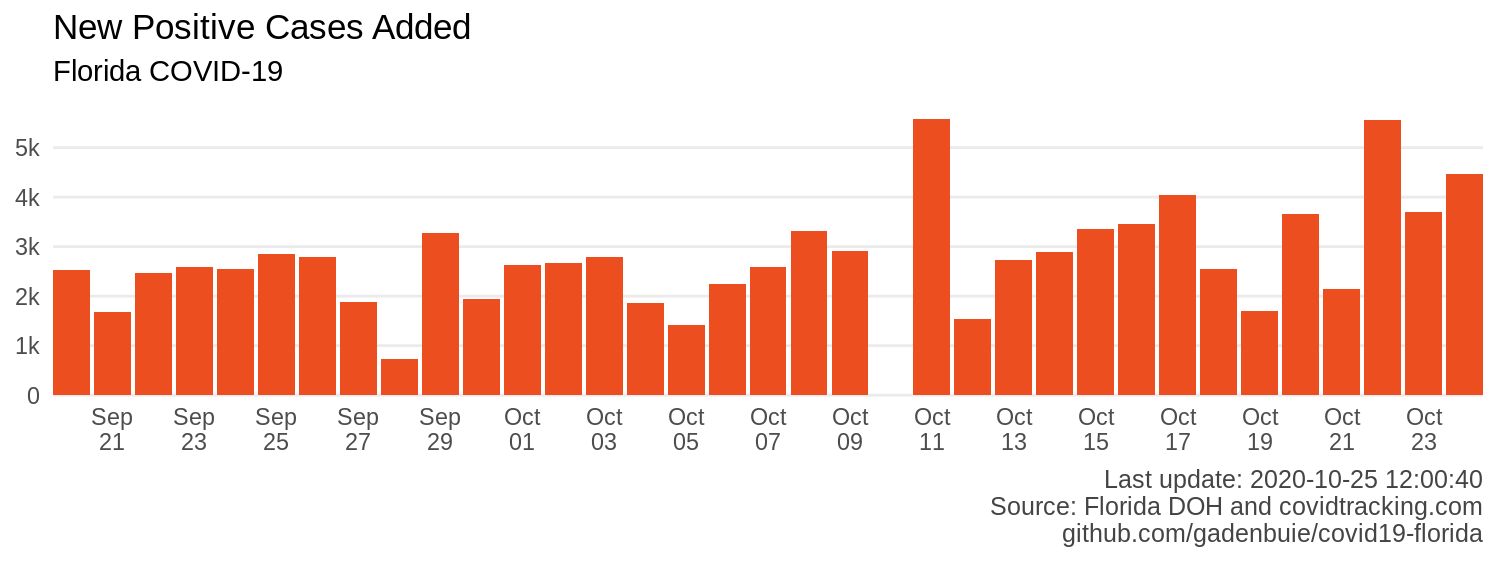 New Positive Cases Added
Florida COVID-19
5k
4k
3k
2k
1k
0
Sep Sep Sep Sep Sep Oct Oct Oct Oct Oct Oct Oct Oct Oct Oct Oct Oct
21 23 25 27 29 01 03 05 07 09 11 13 15 17 19 21 23
Last update: 2020-10-25 12:00:40
Source: Florida DOH and covidtracking.com
github.com/gadenbuie/covid19-florida